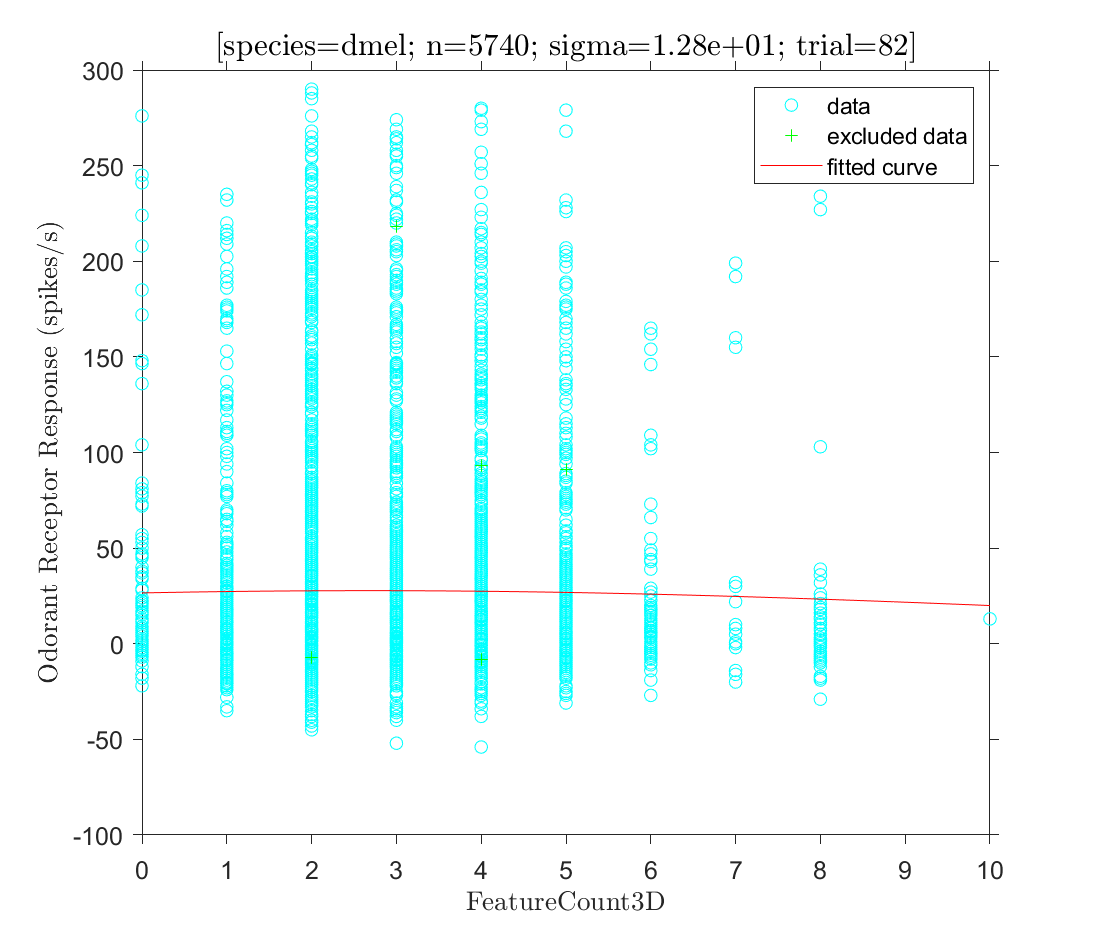 [species=dmel; n=5740; sigma=1.28e+01; trial=82]
300
250
200
150
100
50
0
-50
-100
Odorant Receptor Response (spikes/s)
data
excluded data
fitted curve
0 1 2 3 4 5 6 7 8 9 10
FeatureCount3D